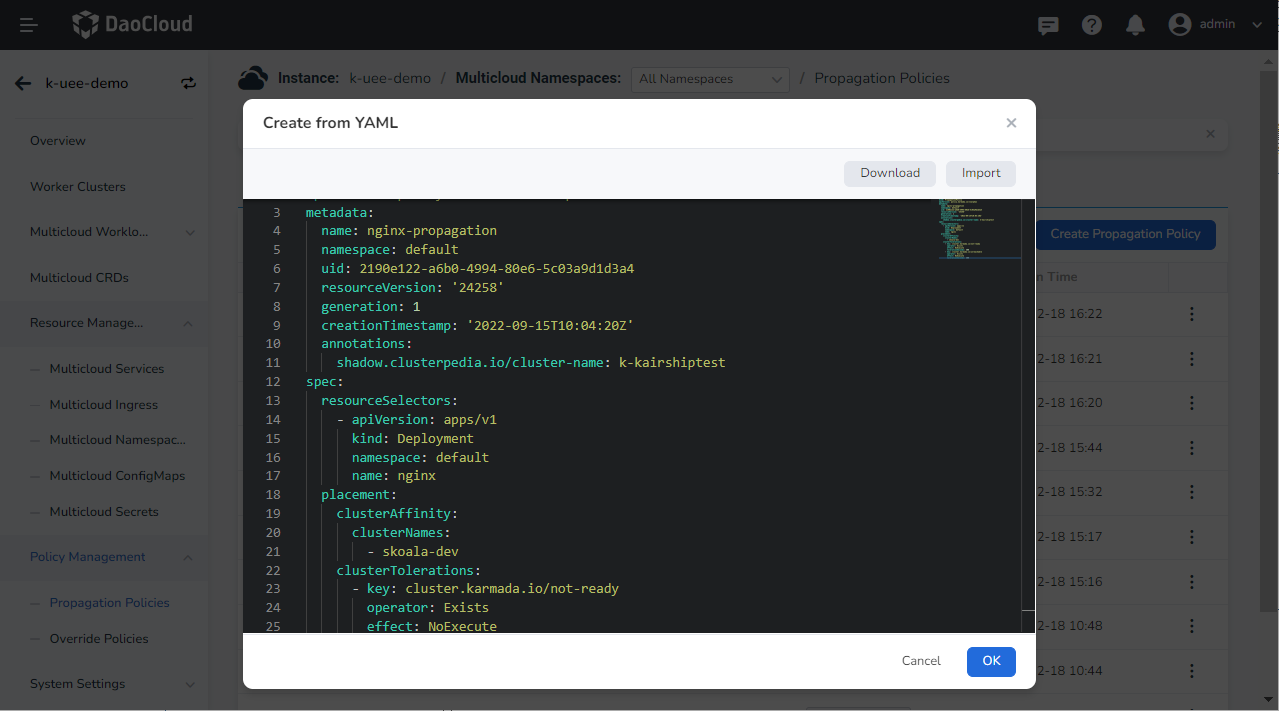 DaoCloud
admin
k-uee-demo
Instance: k-uee-demo / Multicloud Namespaces: All Namespaces / Propagation Policies
Overview
Worker Clusters
Multicloud Worklo...
Multicloud CRDs
Resource Manage...
Multicloud Services
Multicloud Ingress
Multicloud Namespac...
Multicloud ConfigMaps
Multicloud Secrets
Policy Management
Propagation Policies
Override Policies
System Settings
Create from YAML
Download Import
3 metadata:
4 name: nginx-propagation
5 namespace: default
6 uid: 2190e122-a6b0-4994-80e6-5c03a9d1d3a4
7 resourceVersion: '24258'
8 generation: 1
9 creationTimestamp: '2022-09-15T10:04:20Z'
10 annotations:
11 shadow.clusterpedia.io/cluster-name: k-kairshiptest
12 spec:
13 resourceSelectors:
14 - apiVersion: apps/v1
15 kind: Deployment
16 namespace: default
17 name: nginx
18 placement:
19 clusterAffinity:
20 clusterNames:
21 - skoala-dev
22 clusterTolerations:
23 - key: cluster.karmada.io/not-ready
24 operator: Exists
25 effect: NoExecute
Cancel OK
Create Propagation Policy
n Time
2-18 16:22
2-18 16:21
2-18 16:20
2-18 15:44
2-18 15:32
2-18 15:17
2-18 15:16
2-18 10:48
2-18 10:44